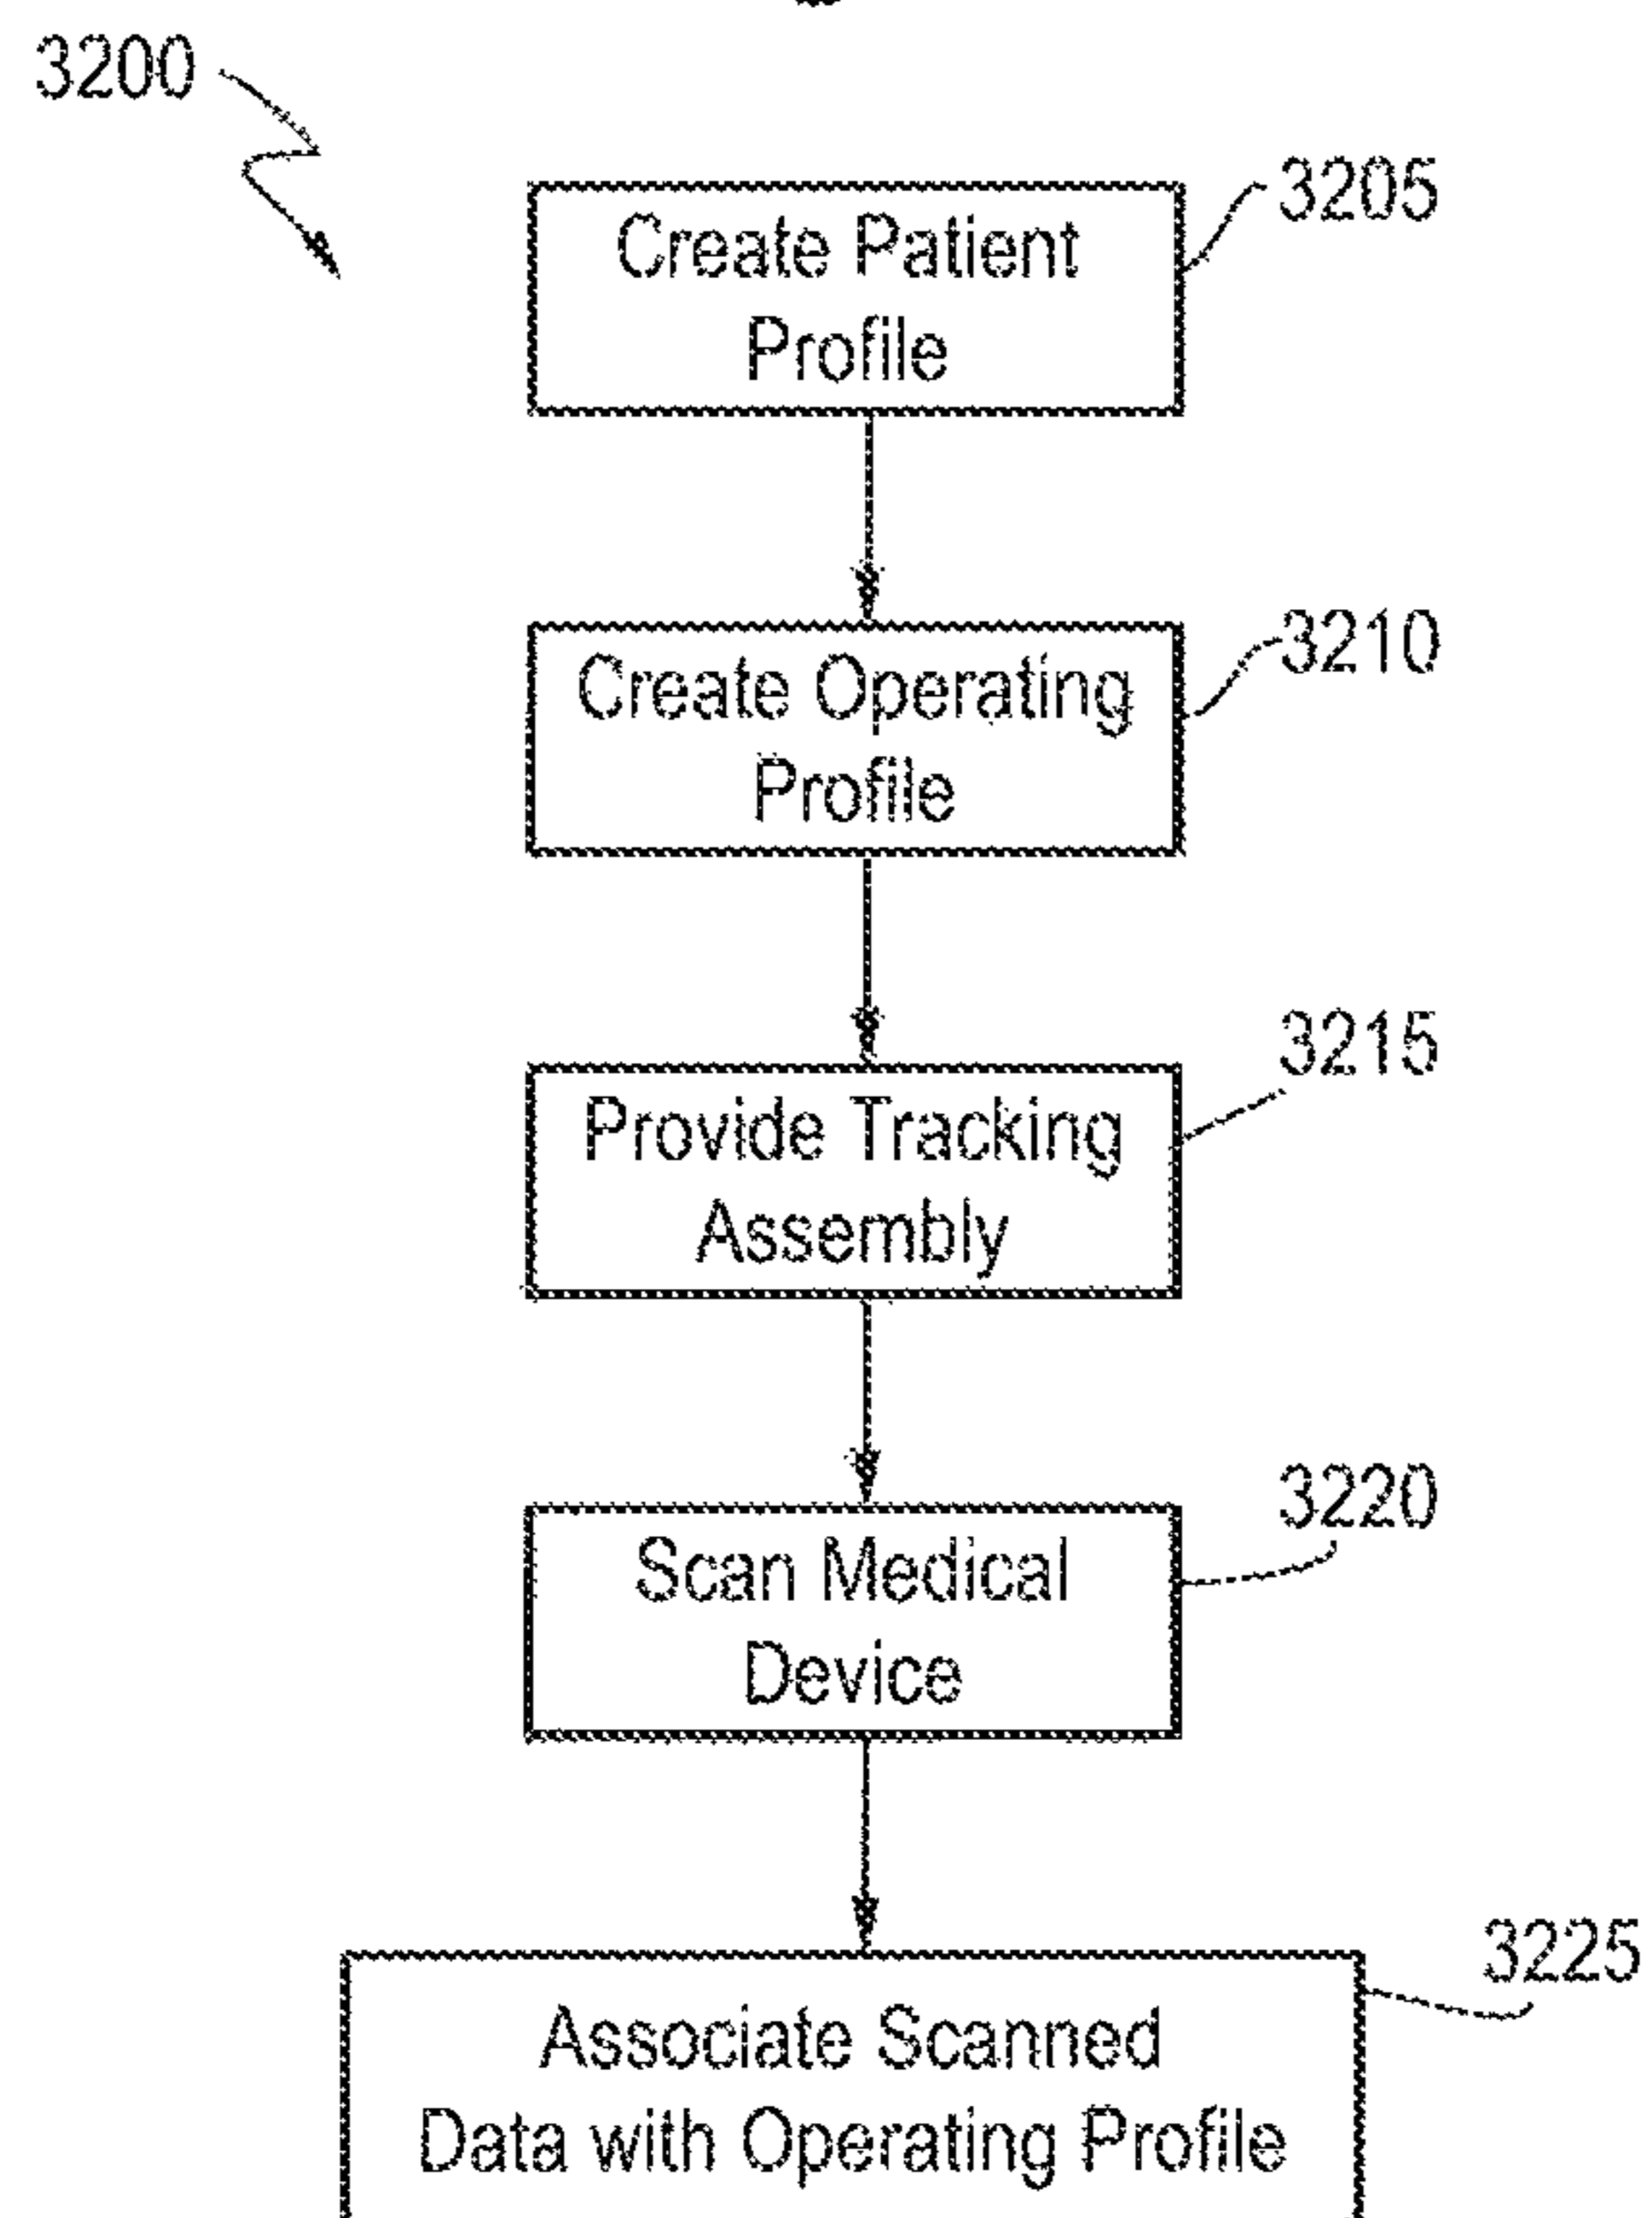 3200
3205
Create Patient
Profile
3210
Create Operating
Profile
3215
Provide Tracking
Assembly
3220
Scan Medical
Device
3225
Associate Scanned
Data with Operating Profile